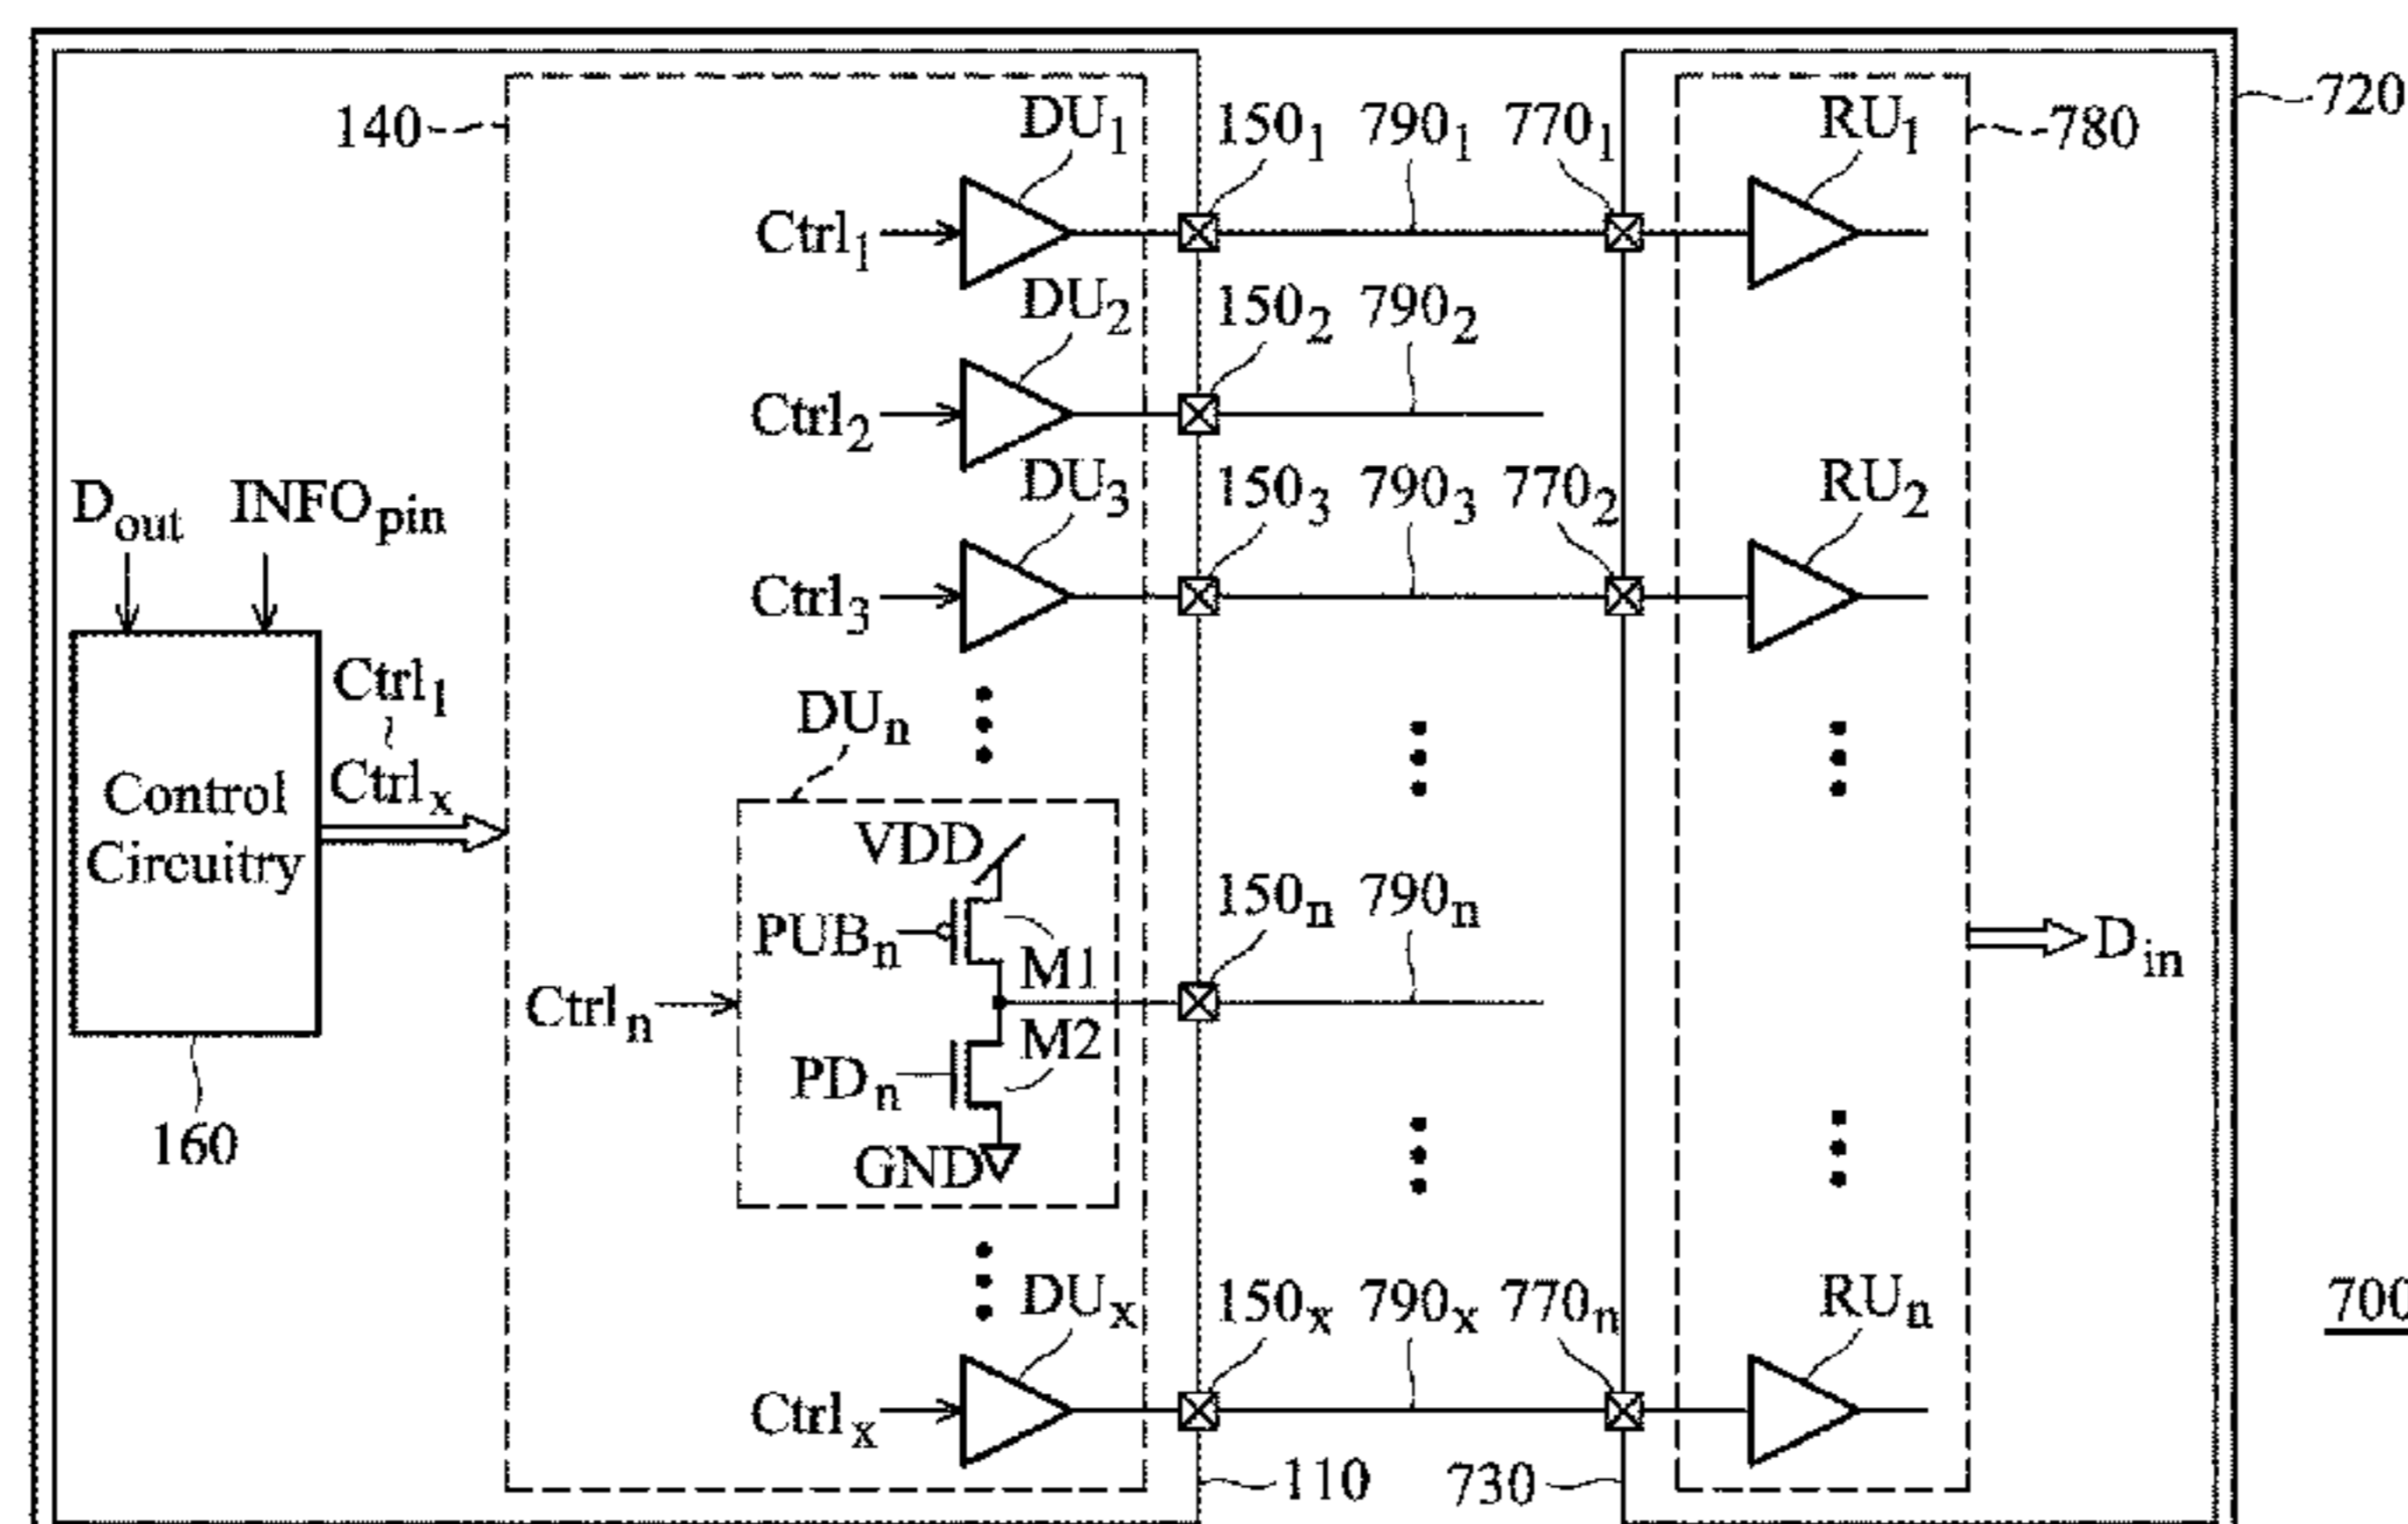 140
DU1
1501
7901
7701
RU1
780
720
Ctrl1
DU2
1502
7902
Ctrl2
DU3
1503
7903
7702
RU2
Dout
INFOpin
Ctrl3
Ctrl1
~
Ctrlx
Control
Circuitry
160
DUn
VDD
PUBn
M1
Ctrln
M2
PDn
GND
150n
790n
Din
DUx
150x
790x
770n
RUn
700
Ctrlx
110
730